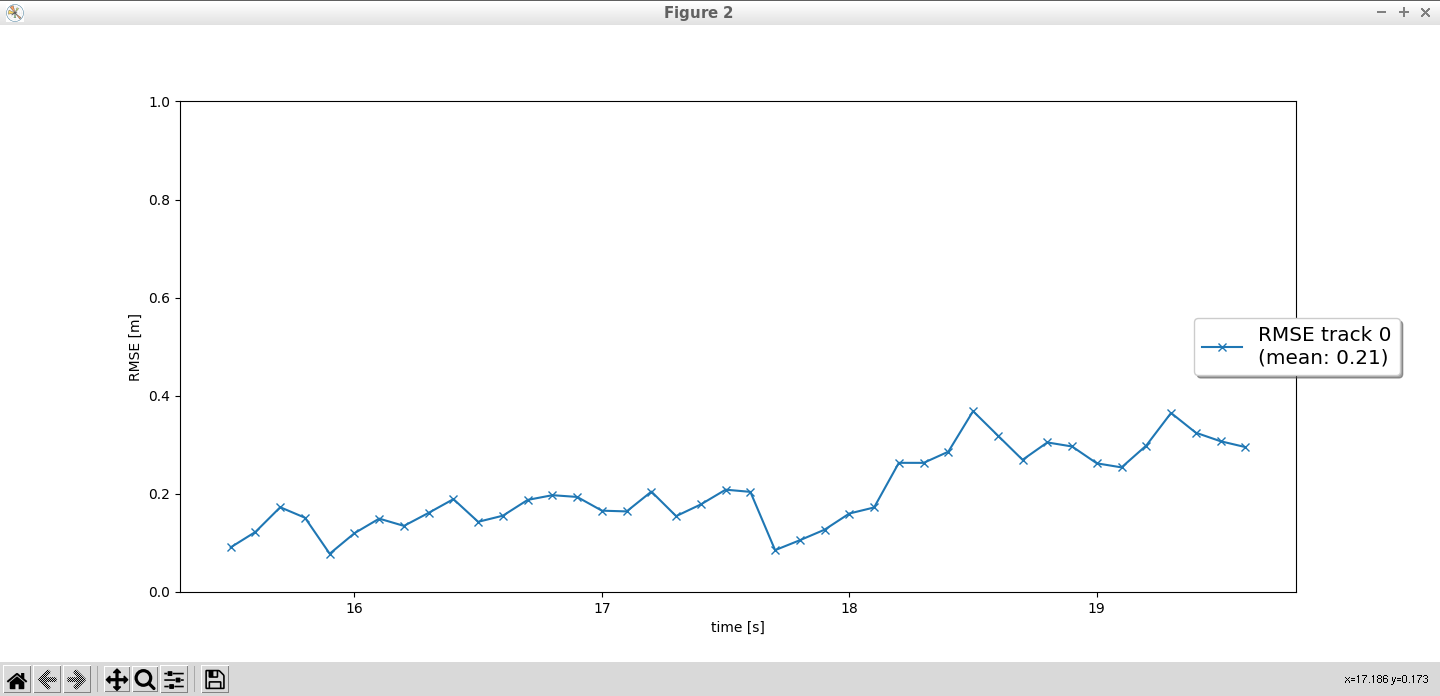 Figure 2
1.0
0.8
0.6
0.4
0.2
0.0
RMSE [m]
16
17
18
19
time [s]
RMSE track 0
(mean: 0.21)
x=17.186 y=0.173